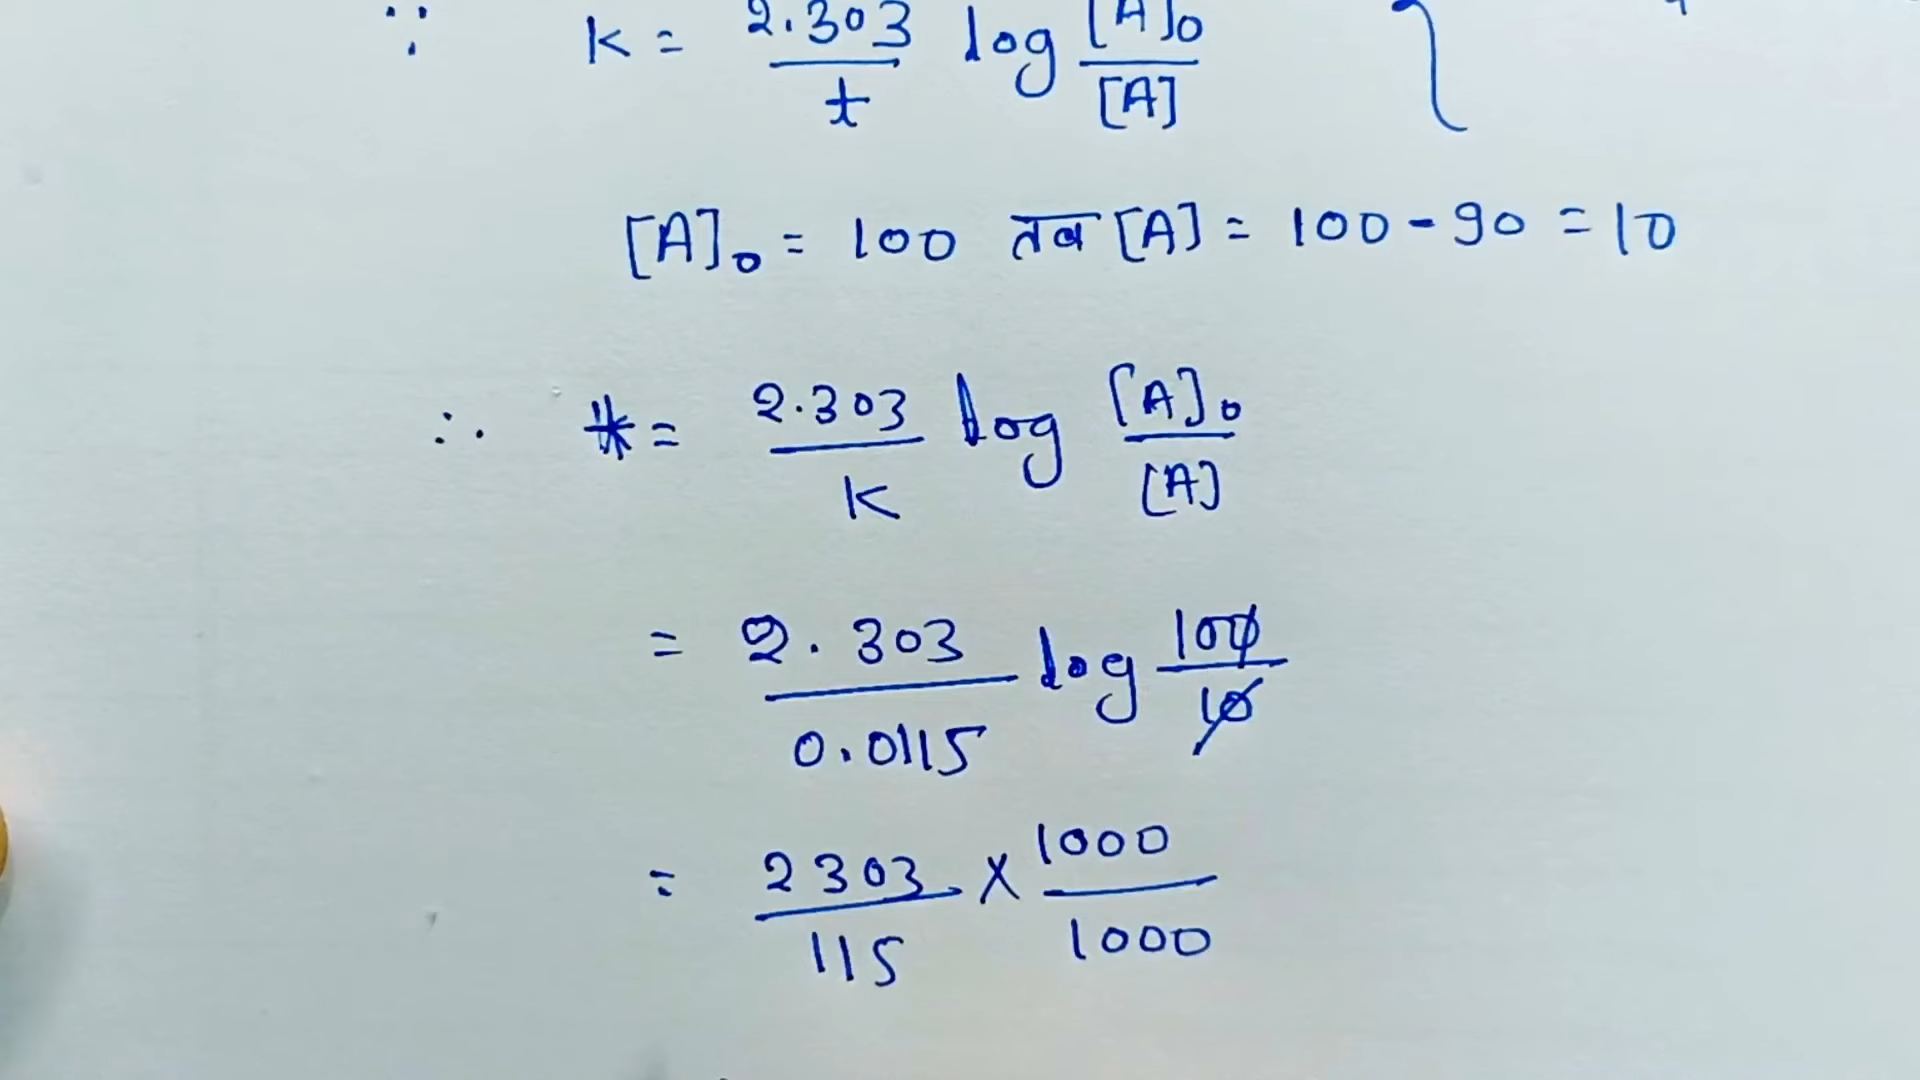 ∵ k = 2.303/t log [A]₀/[A]
[A]₀ = 100 तब [A] = 100 - 90 = 10
∴ t = 2.303/K log [A]₀/[A]
= 2.303/0.0115 log 100/10
= 2303/115 × 1000/1000